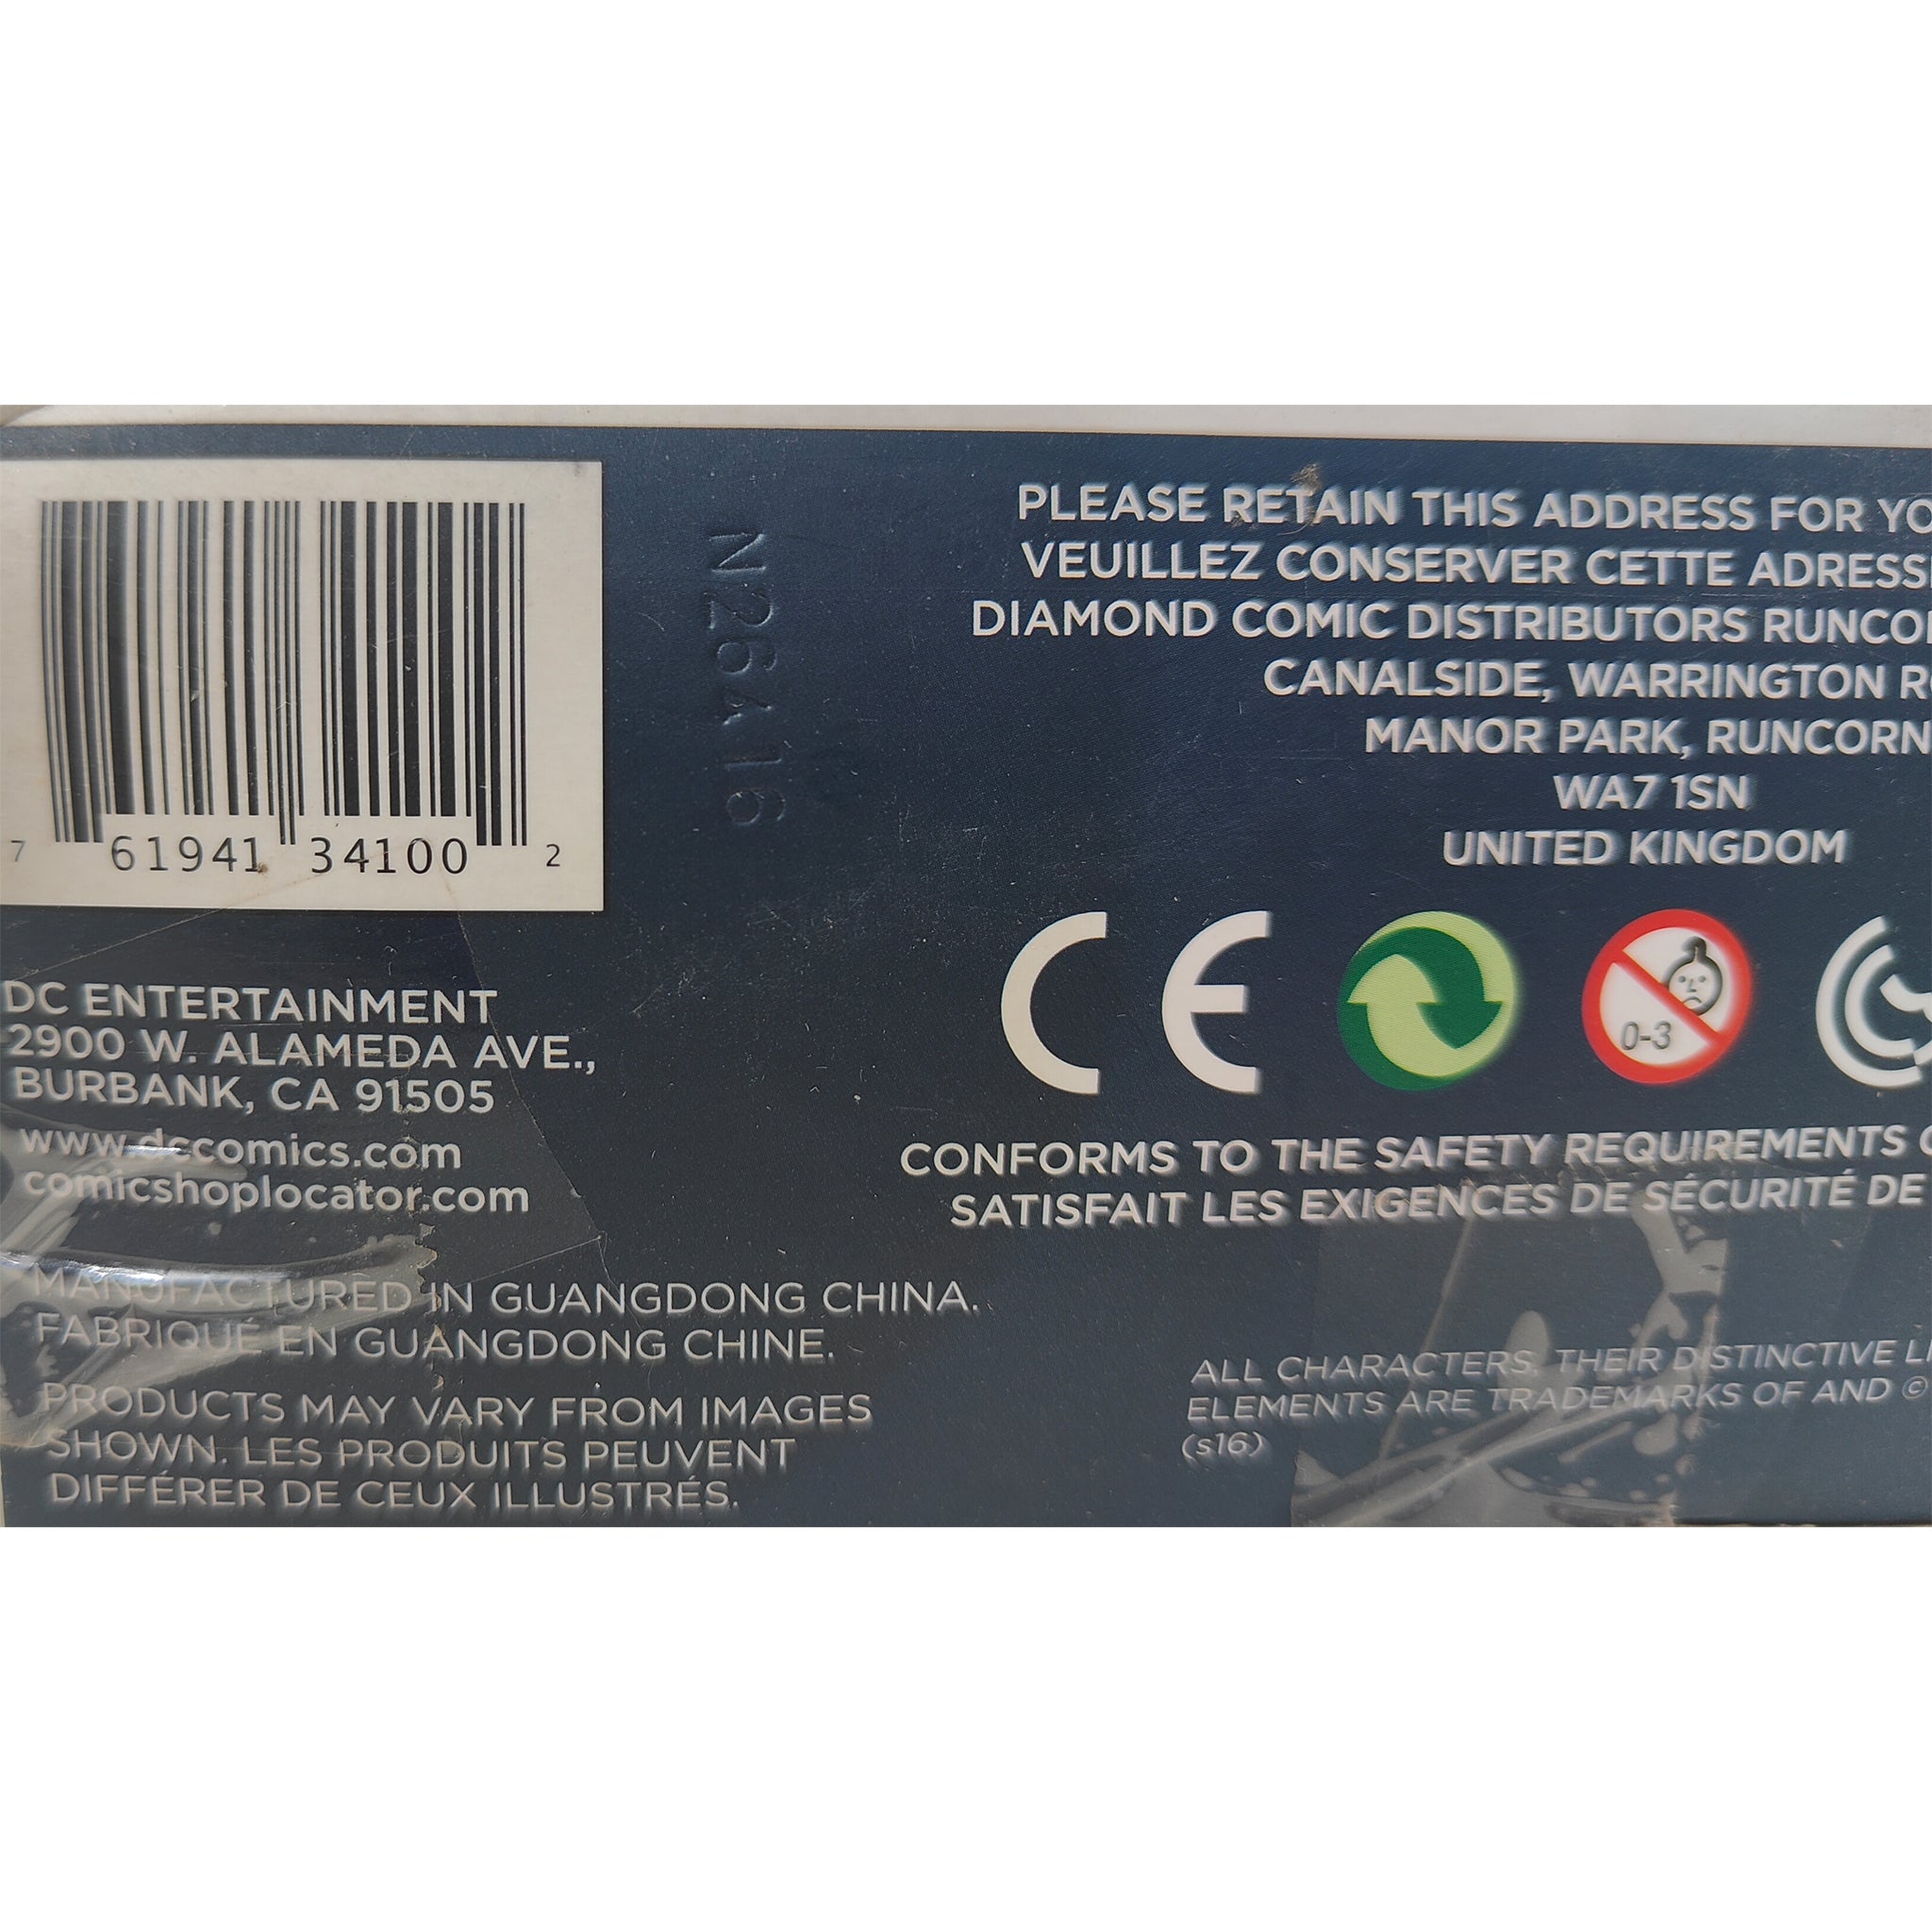 7 61941 34100 2
N26416
DC ENTERTAINMENT
2900 W. ALAMEDA AVE.,
BURBANK, CA 91505
www.dccomics.com
comicshoplocator.com
MANUFACTURED IN GUANGDONG CHINA.
FABRIQUÉ EN GUANGDONG CHINE.
PRODUCTS MAY VARY FROM IMAGES
SHOWN. LES PRODUITS PEUVENT
DIFFÉRER DE CEUX ILLUSTRÉS.
PLEASE RETAIN THIS ADDRESS FOR YO
VEUILLEZ CONSERVER CETTE ADRESS
DIAMOND COMIC DISTRIBUTORS RUNCO
CANALSIDE, WARRINGTON R
MANOR PARK, RUNCORN
WA7 1SN
UNITED KINGDOM
CE
0-3
CONFORMS TO THE SAFETY REQUIREMENTS
SATISFAIT LES EXIGENCES DE SÉCURITÉ DE
ALL CHARACTERS, THEIR DISTINCTIVE LI
ELEMENTS ARE TRADEMARKS OF AND ©
(s16)